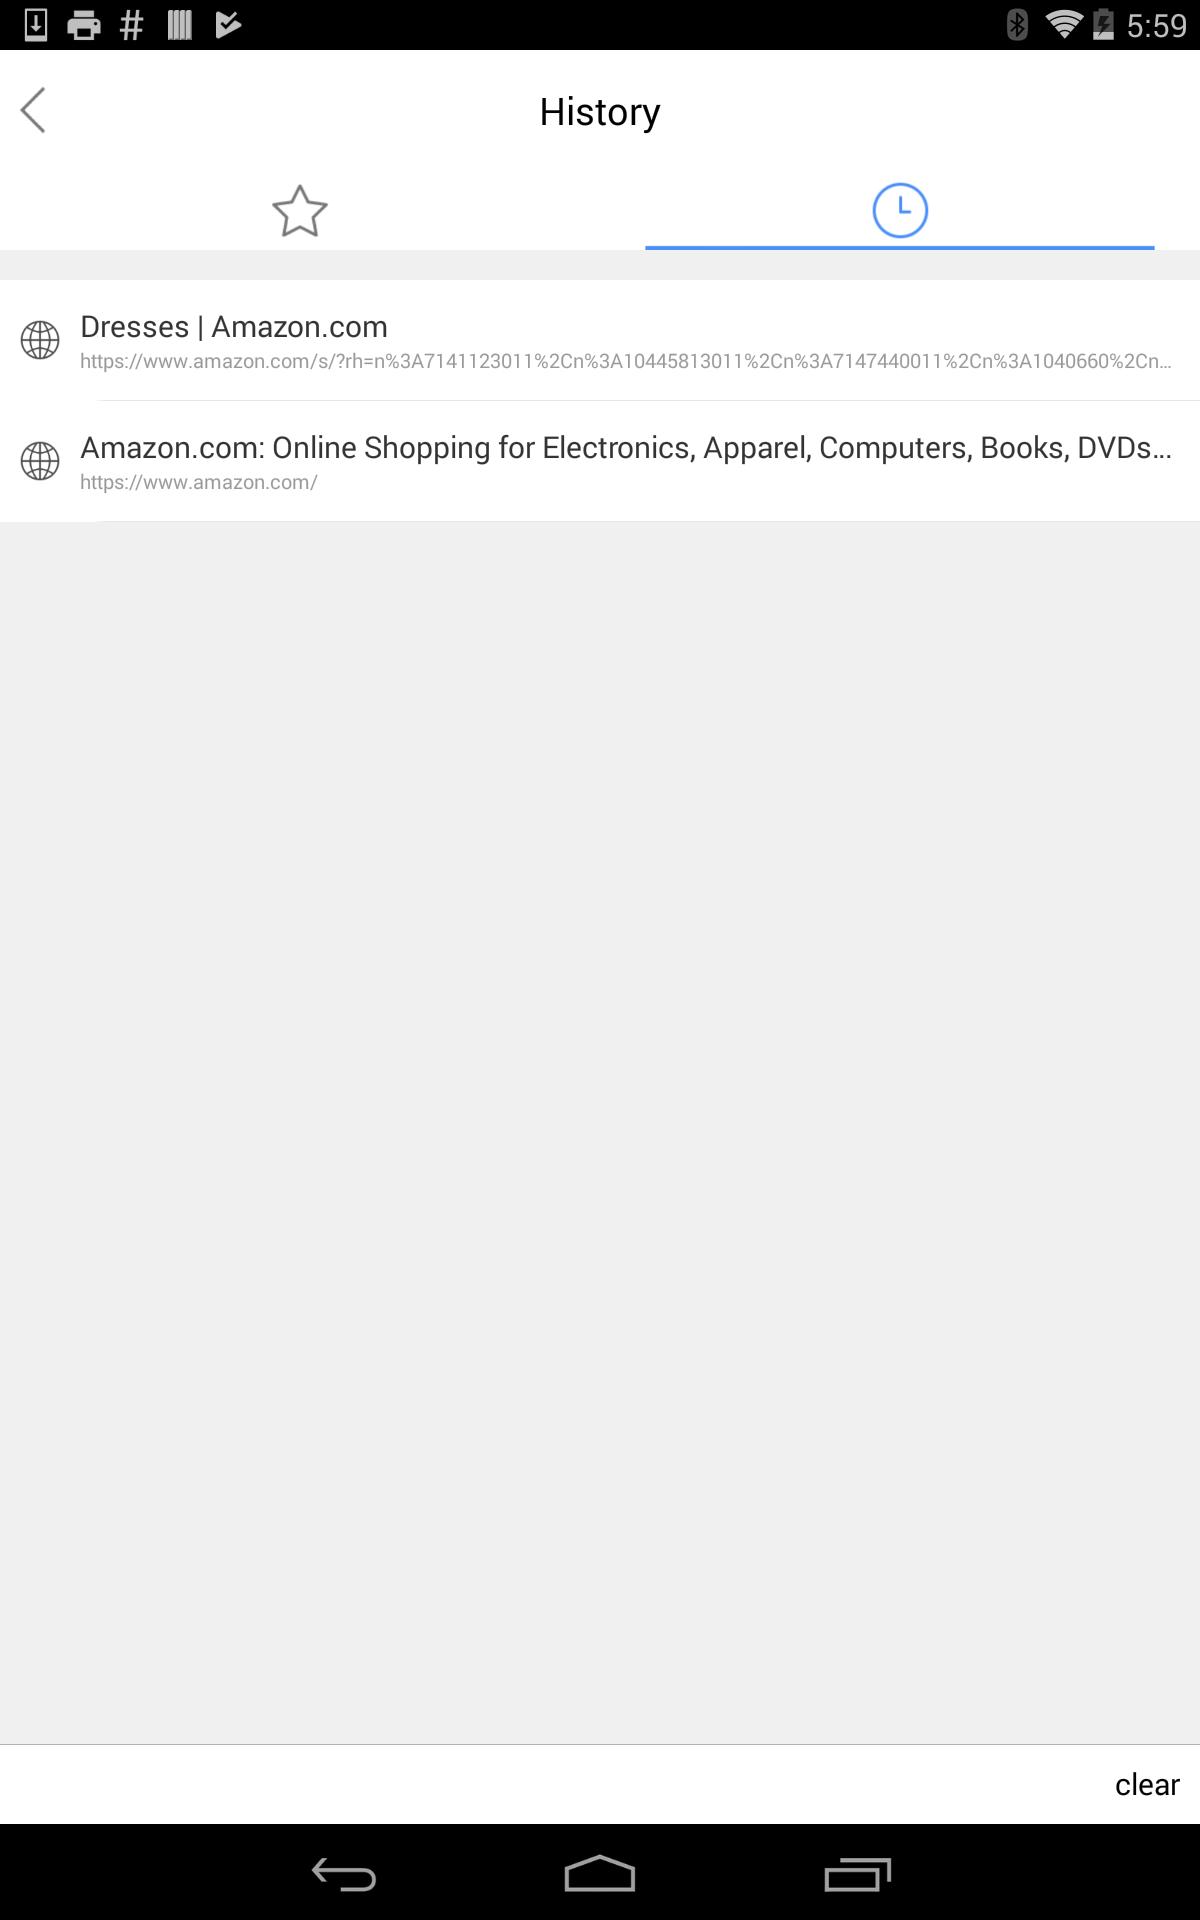 5:59
History
Dresses | Amazon.com
https://www.amazon.com/s/?rh=n%3A7141123011%2Cn%3A10445813011%2Cn%3A7147440011%2Cn%3A1040660%2Cn...
Amazon.com: Online Shopping for Electronics, Apparel, Computers, Books, DVDs...
https://www.amazon.com/
clear